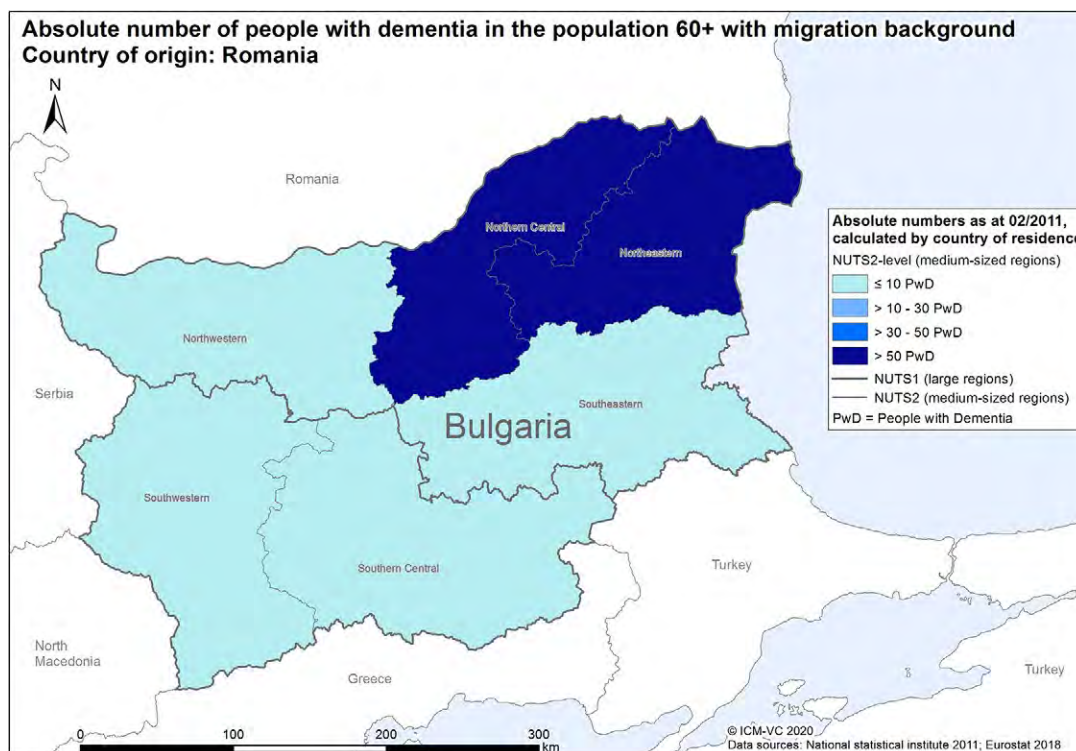 Absolute number of people with dementia in the population 60+ with migration background
Country of origin: Romania
N
Romania
Northern Central
Northeastern
Northwestern
Serbia
Southeastern
Bulgaria
Southwestern
Southern Central
Turkey
North
Macedonia
Greece
Turkey
Absolute numbers as at 02/2011,
calculated by country of residence
NUTS2-level (medium-sized regions)
≤ 10 PwD
> 10 - 30 PwD
> 30 - 50 PwD
> 50 PwD
NUTS1 (large regions)
NUTS2 (medium-sized regions)
PwD = People with Dementia
0 100 200 300
km
© ICM-VC 2020
Data sources: National statistical institute 2011; Eurostat 2018